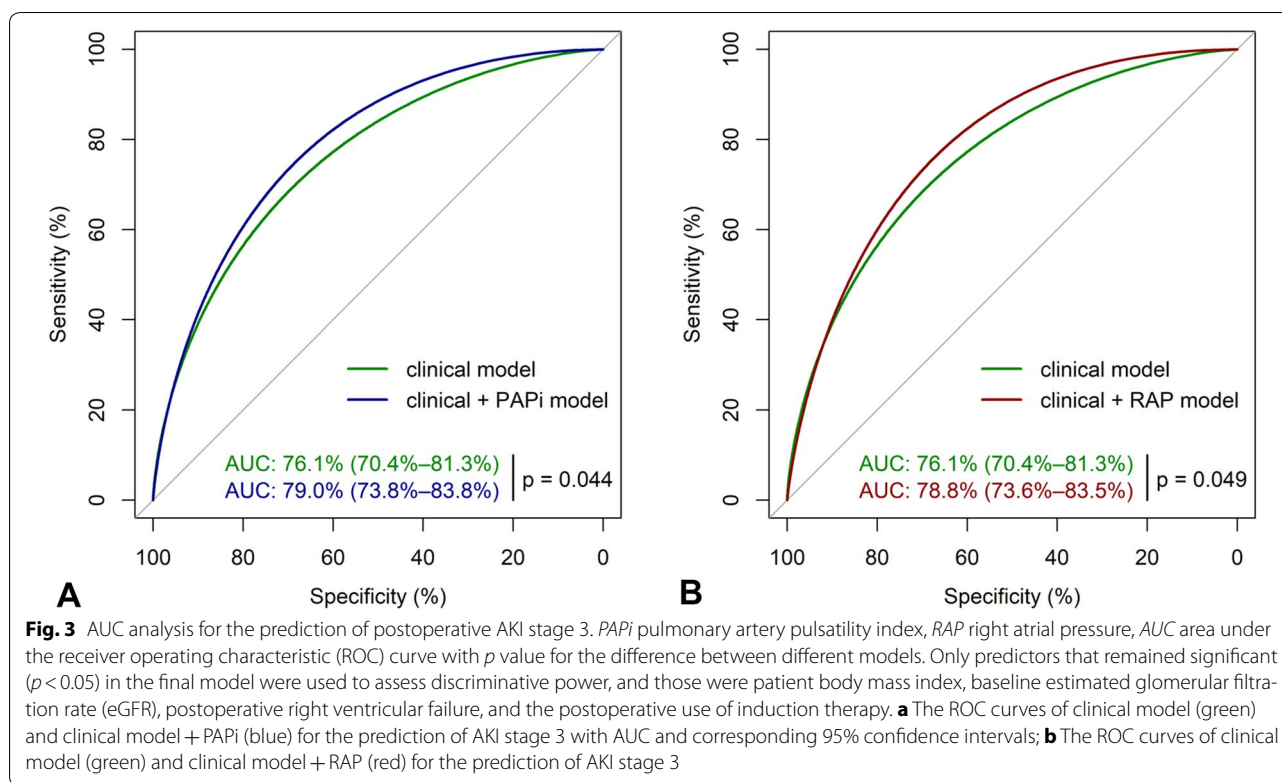 100
80
60
40
20
0
Sensitivity (%)
clinical model
clinical + PAPi model
AUC: 76.1% (70.4%–81.3%)
AUC: 79.0% (73.8%–83.8%)
p = 0.044
100 80 60 40 20 0
Specificity (%)
A
100
80
60
40
20
0
Sensitivity (%)
clinical model
clinical + RAP model
AUC: 76.1% (70.4%–81.3%)
AUC: 78.8% (73.6%–83.5%)
p = 0.049
100 80 60 40 20 0
Specificity (%)
B
Fig. 3 AUC analysis for the prediction of postoperative AKI stage 3. PAPi pulmonary artery pulsatility index, RAP right atrial pressure, AUC area under
the receiver operating characteristic (ROC) curve with p value for the difference between different models. Only predictors that remained significant
(p < 0.05) in the final model were used to assess discriminative power, and those were patient body mass index, baseline estimated glomerular filtra-
tion rate (eGFR), postoperative right ventricular failure, and the postoperative use of induction therapy. a The ROC curves of clinical model (green)
and clinical model + PAPi (blue) for the prediction of AKI stage 3 with AUC and corresponding 95% confidence intervals; b The ROC curves of clinical
model (green) and clinical model + RAP (red) for the prediction of AKI stage 3